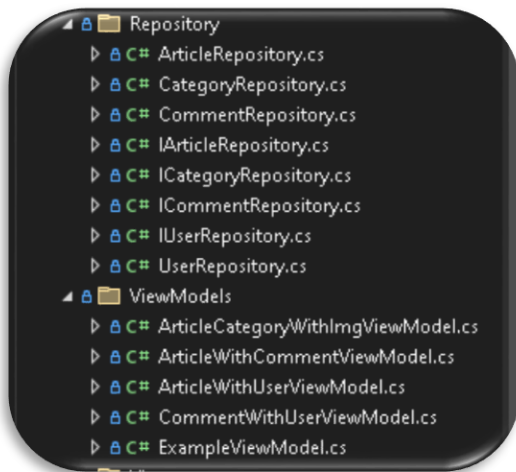 Repository
C# ArticleRepository.cs
C# CategoryRepository.cs
C# CommentRepository.cs
C# IArticleRepository.cs
C# ICategoryRepository.cs
C# ICommentRepository.cs
C# IUserRepository.cs
C# UserRepository.cs
ViewModels
C# ArticleCategoryWithImgViewModel.cs
C# ArticleWithCommentViewModel.cs
C# ArticleWithUserViewModel.cs
C# CommentWithUserViewModel.cs
C# ExampleViewModel.cs